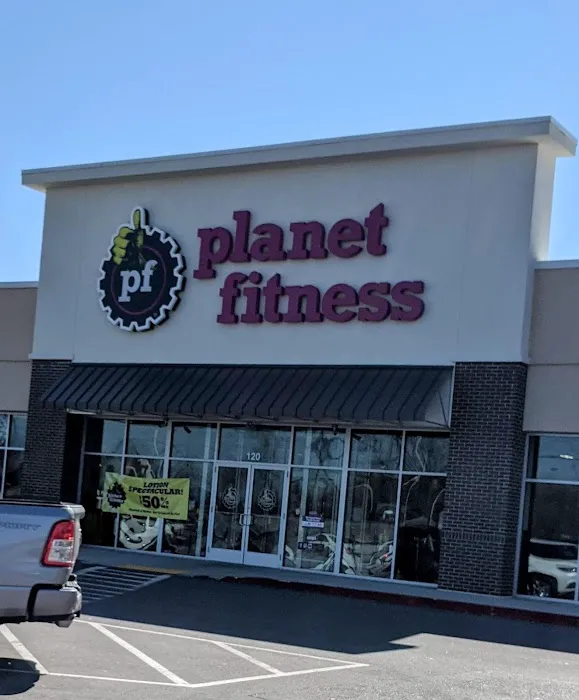 planet
fitness
pf
120
LOTION
SPECTACULAR!
50%